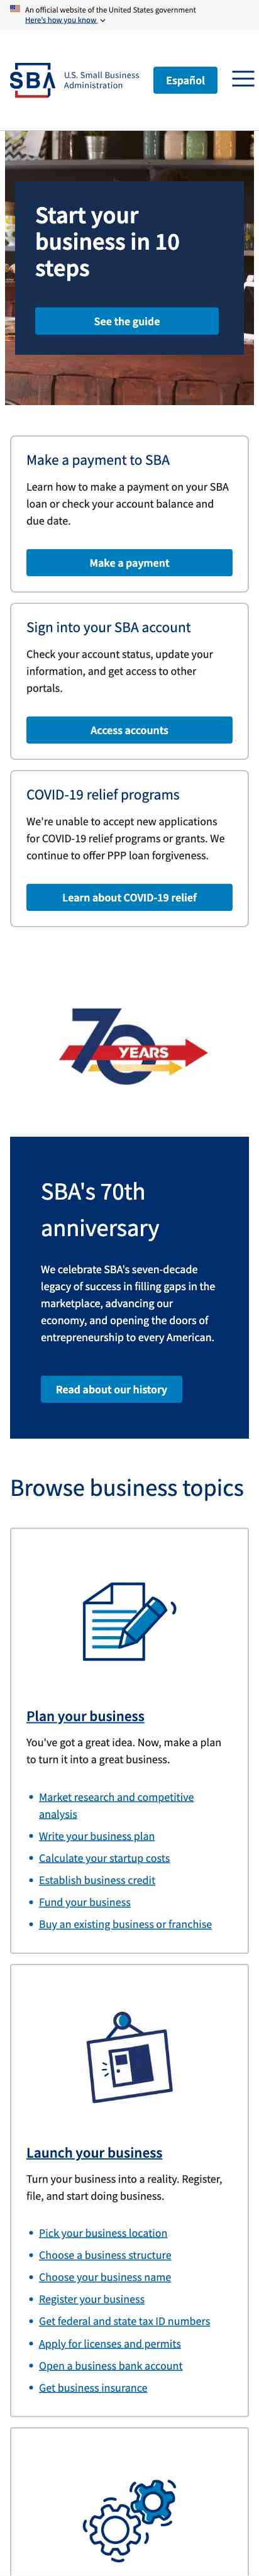 An official website of the United States government
Here's how you know
SBA
U.S. Small Business
Administration
Español
Start your
business in 10
steps
See the guide
Make a payment to SBA
Learn how to make a payment on your SBA
loan or check your account balance and
due date.
Make a payment
Sign into your SBA account
Check your account status, update your
information, and get access to other
portals.
Access accounts
COVID-19 relief programs
We're unable to accept new applications
for COVID-19 relief programs or grants. We
continue to offer PPP loan forgiveness.
Learn about COVID-19 relief
70
YEARS
SBA's 70th
anniversary
We celebrate SBA's seven-decade
legacy of success in filling gaps in the
marketplace, advancing our
economy, and opening the doors of
entrepreneurship to every American.
Read about our history
Browse business topics
Plan your business
You've got a great idea. Now, make a plan
to turn it into a great business.
• Market research and competitive
analysis
• Write your business plan
• Calculate your startup costs
• Establish business credit
• Fund your business
• Buy an existing business or franchise
Launch your business
Turn your business into a reality. Register,
file, and start doing business.
• Pick your business location
• Choose a business structure
• Choose your business name
• Register your business
• Get federal and state tax ID numbers
• Apply for licenses and permits
• Open a business bank account
• Get business insurance